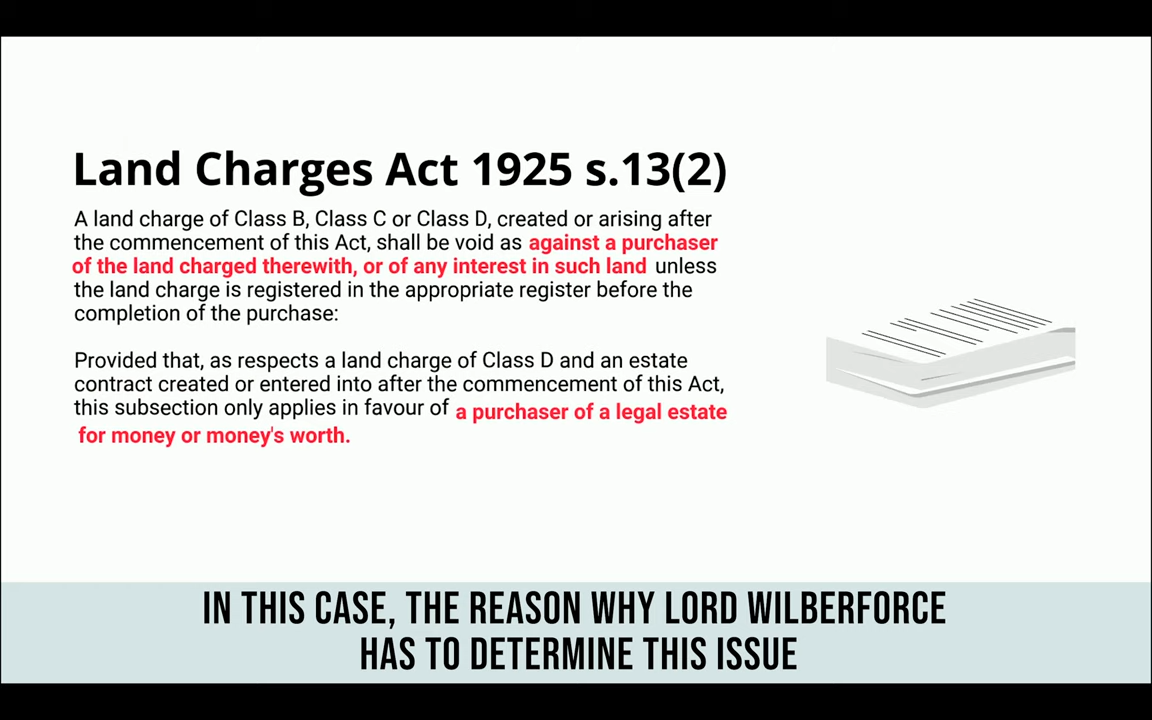 Land Charges Act 1925 s.13(2)
A land charge of Class B, Class C or Class D, created or arising after
the commencement of this Act, shall be void as against a purchaser
of the land charged therewith, or of any interest in such land unless
the land charge is registered in the appropriate register before the
completion of the purchase:
Provided that, as respects a land charge of Class D and an estate
contract created or entered into after the commencement of this Act,
this subsection only applies in favour of a purchaser of a legal estate
for money or money's worth.
IN THIS CASE, THE REASON WHY LORD WILBERFORCE
HAS TO DETERMINE THIS ISSUE